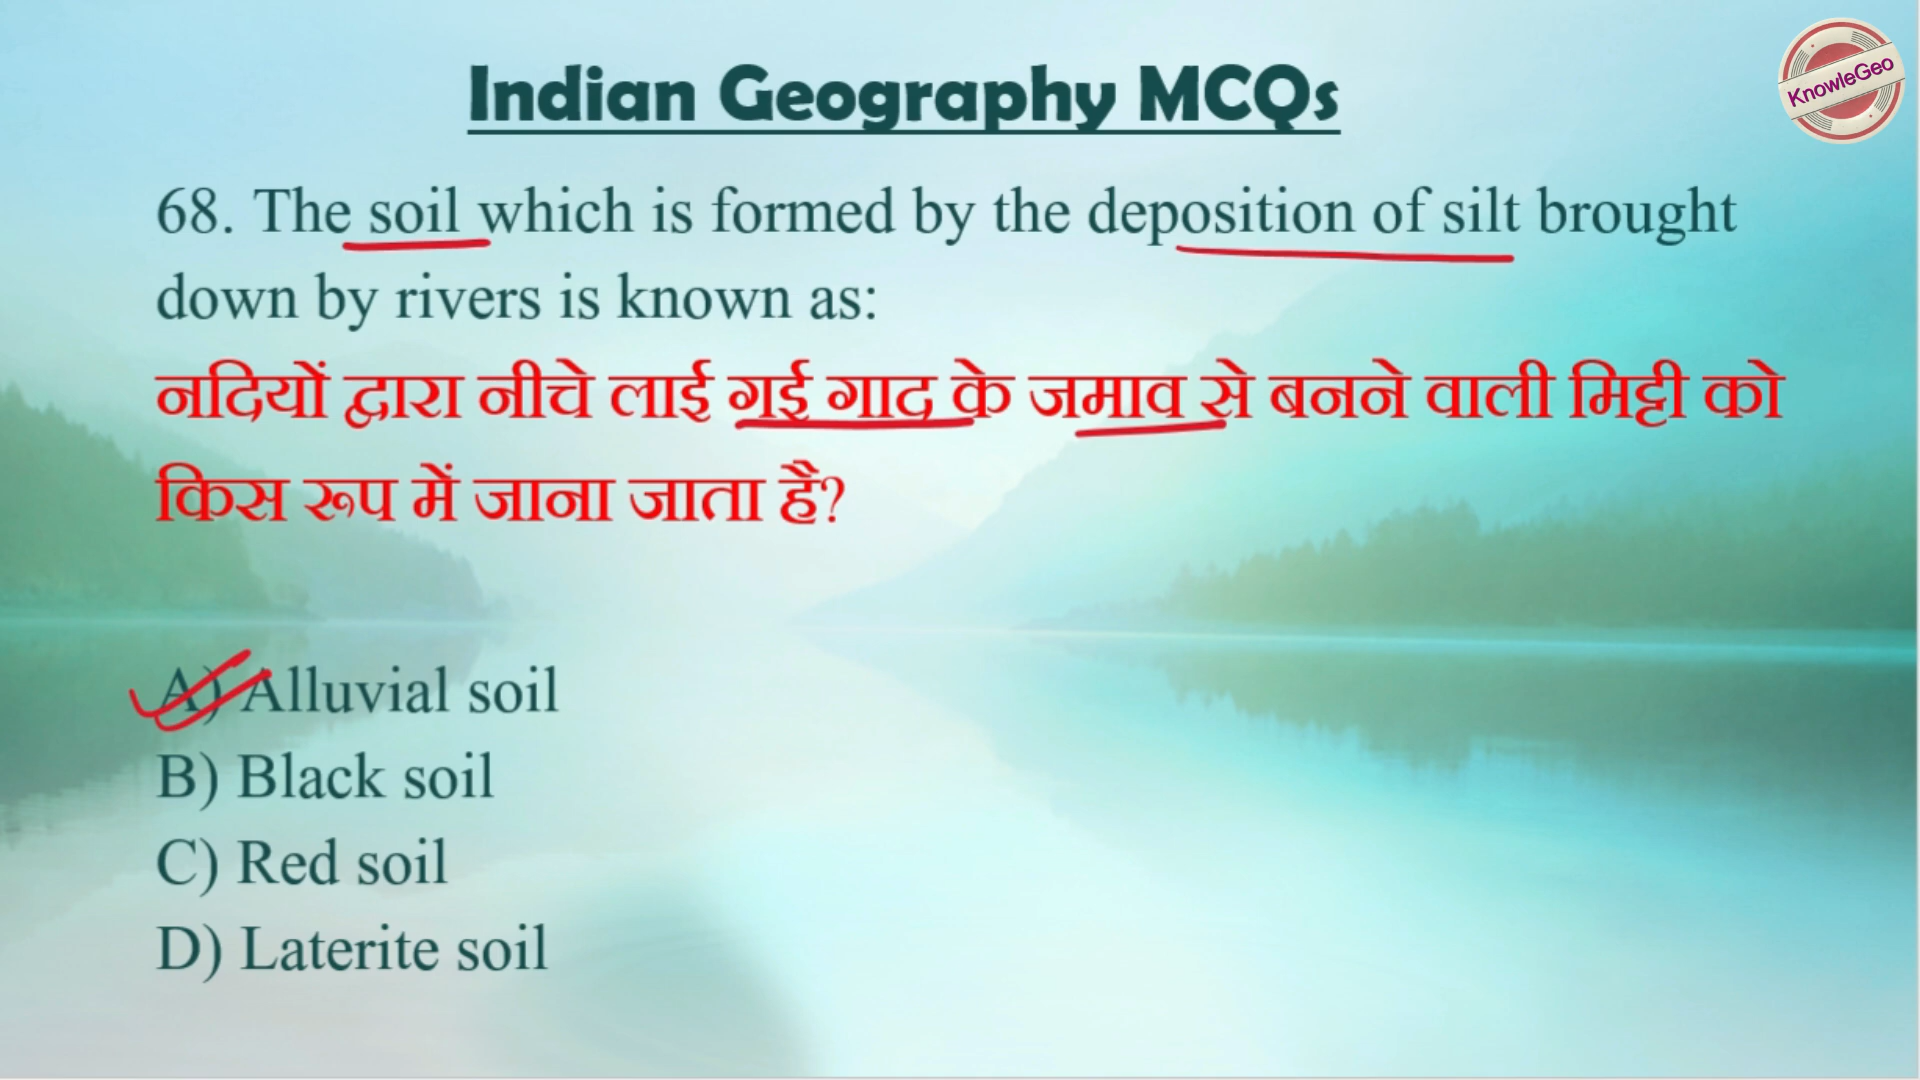 Indian Geography MCQs
KnowleGeo
68. The soil which is formed by the deposition of silt brought
down by rivers is known as:
नदियों द्वारा नीचे लाई गई गाद के जमाव से बनने वाली मिट्टी को
किस रूप में जाना जाता है?
A) Alluvial soil
B) Black soil
C) Red soil
D) Laterite soil